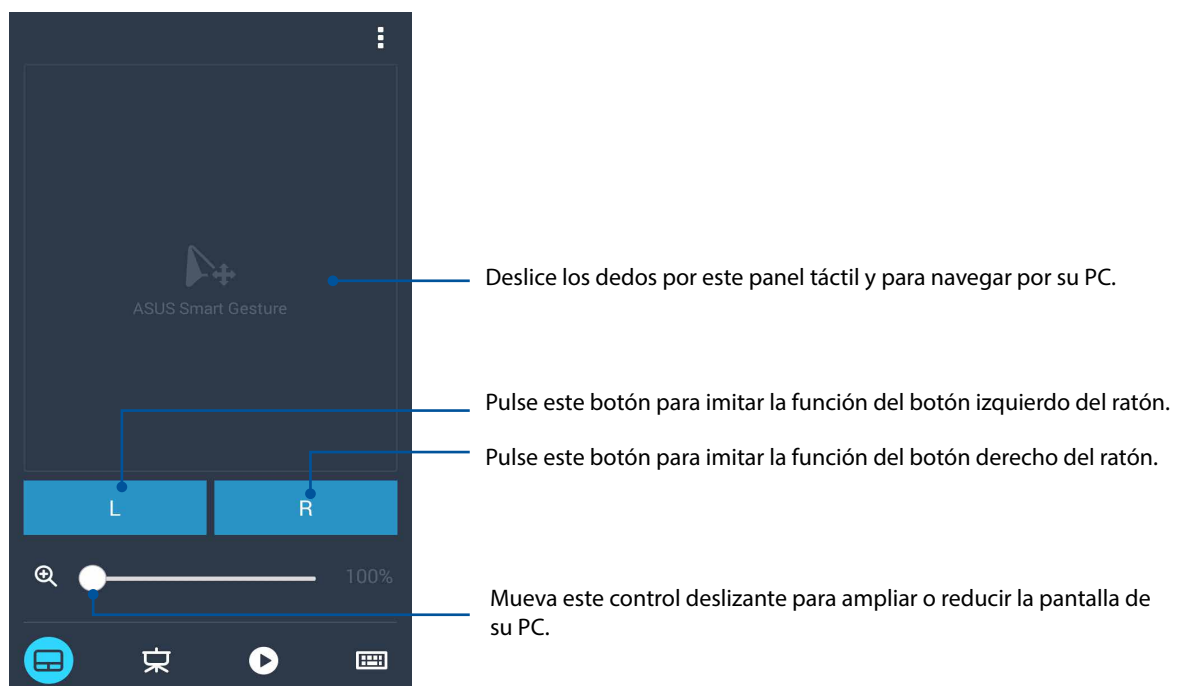 ASUS Smart Gesture
Deslice los dedos por este panel táctil y para navegar por su PC.
Pulse este botón para imitar la función del botón izquierdo del ratón.
Pulse este botón para imitar la función del botón derecho del ratón.
L
R
100%
Mueva este control deslizante para ampliar o reducir la pantalla de
su PC.